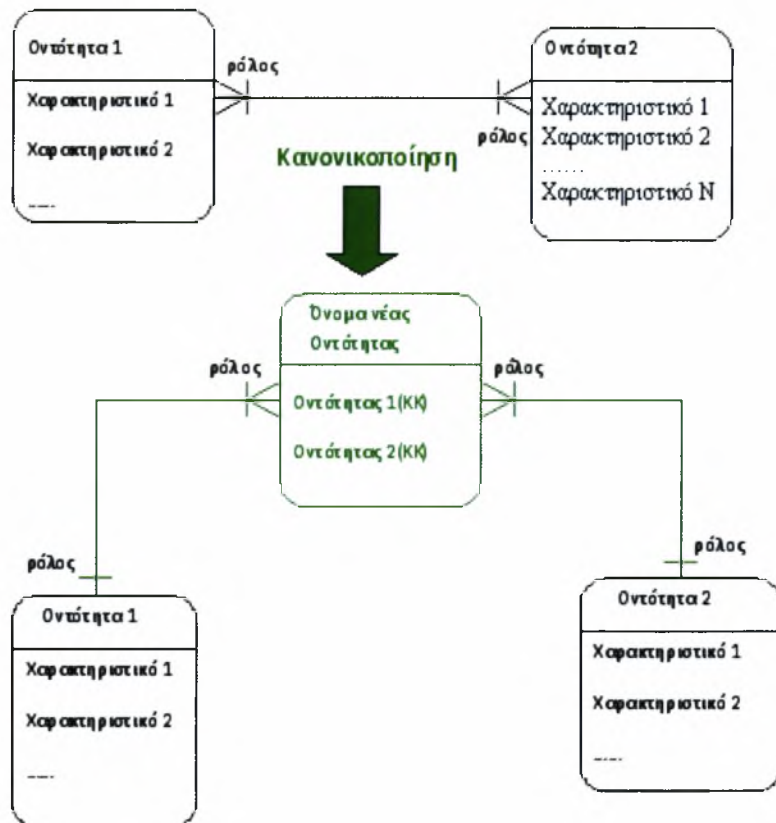 Οντότητα 1
ρόλος
Χαρακτηριστικό 1
Χαρακτηριστικό 2
.....
Οντότητα 2
Χαρακτηριστικό 1
ρόλος
Χαρακτηριστικό 2
......
Χαρακτηριστικό Ν
Κανονικοποίηση
Όνομα νέας
Οντότητας
ρόλος
ρόλος
Οντότητας 1(ΚΚ)
Οντότητας 2(ΚΚ)
ρόλος
Οντότητα 1
Χαρακτηριστικό 1
Χαρακτηριστικό 2
.....
ρόλος
Οντότητα 2
Χαρακτηριστικό 1
Χαρακτηριστικό 2
.....